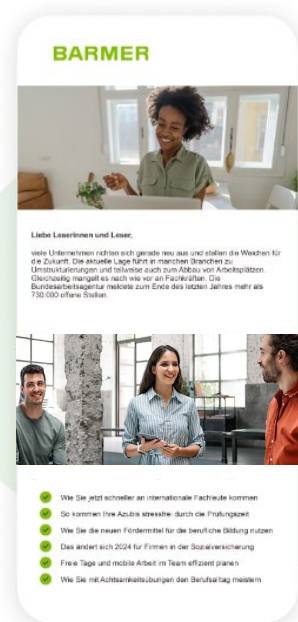 BARMER
Liebe Leserinnen und Leser,
viele Unternehmen richten sich gerade neu aus und stellen die Weichen für
die Zukunft. Die aktuelle Lage führt in manchen Branchen zu
Umstrukturierungen und teilweise auch zum Abbau von Arbeitsplätzen.
Gleichzeitig mangelt es nach wie vor an Fachkräften. Die
Bundesarbeitsagentur meldete zum Ende des letzten Jahres mehr als
730.000 offene Stellen.
Wie Sie jetzt schneller an internationale Fachleute kommen
So kommen Ihre Azubis stressfrei durch die Prüfungszeit
Wie Sie die neuen Fördermittel für die berufliche Bildung nutzen
Das ändert sich 2024 für Firmen in der Sozialversicherung
Freie Tage und mobile Arbeit im Team effizient planen
Wie Sie mit Achtsamkeitsübungen den Berufsalltag meistern